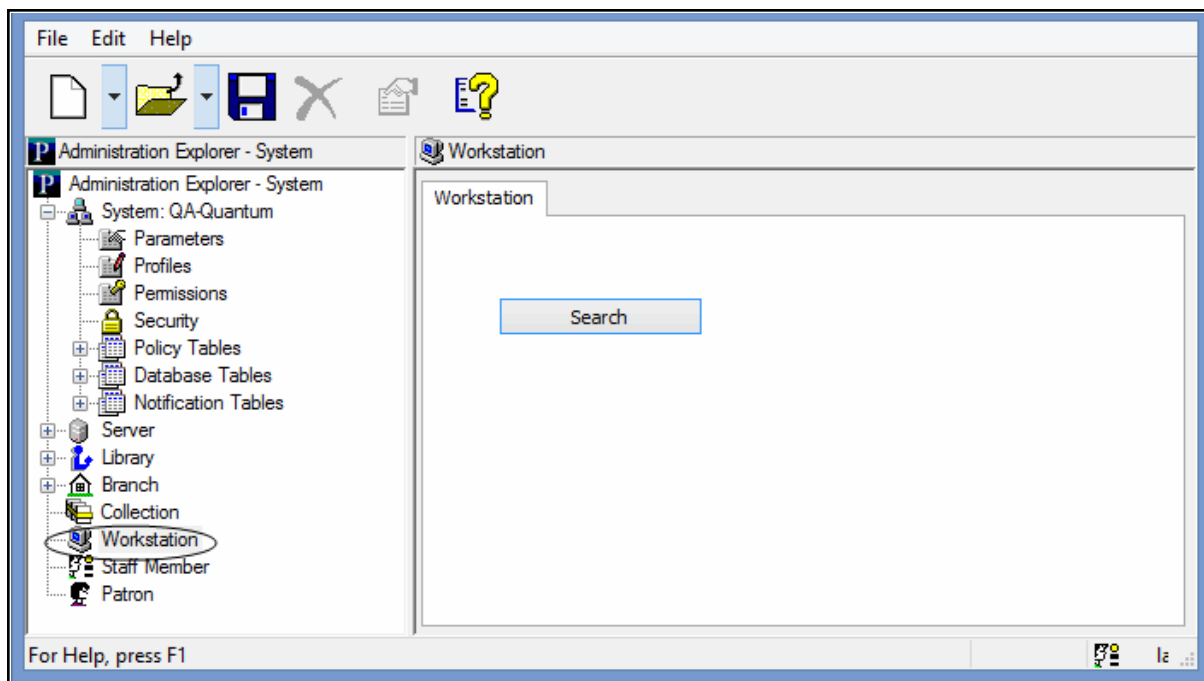 File Edit Help
Administration Explorer - System
Workstation
Administration Explorer - System
System: QA-Quantum
Parameters
Profiles
Permissions
Security
Policy Tables
Database Tables
Notification Tables
Server
Library
Branch
Collection
Workstation
Staff Member
Patron
Workstation
Search
For Help, press F1